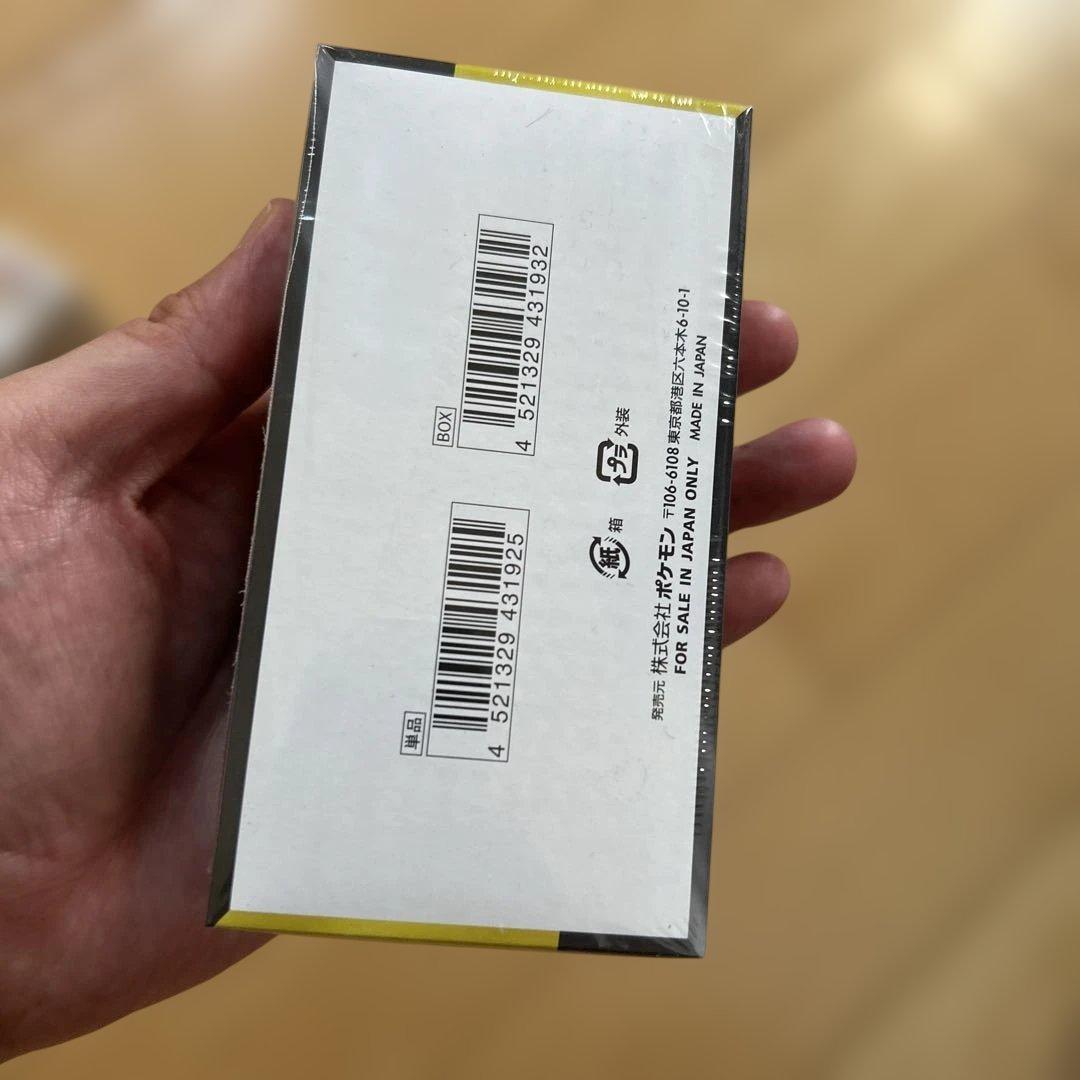 単品
4 521329 431925
BOX
4 521329 431932
紙 箱
プラ 外装
発売元 株式会社ポケモン 〒106-6108 東京都港区六本木6-10-1
FOR SALE IN JAPAN ONLY MADE IN JAPAN